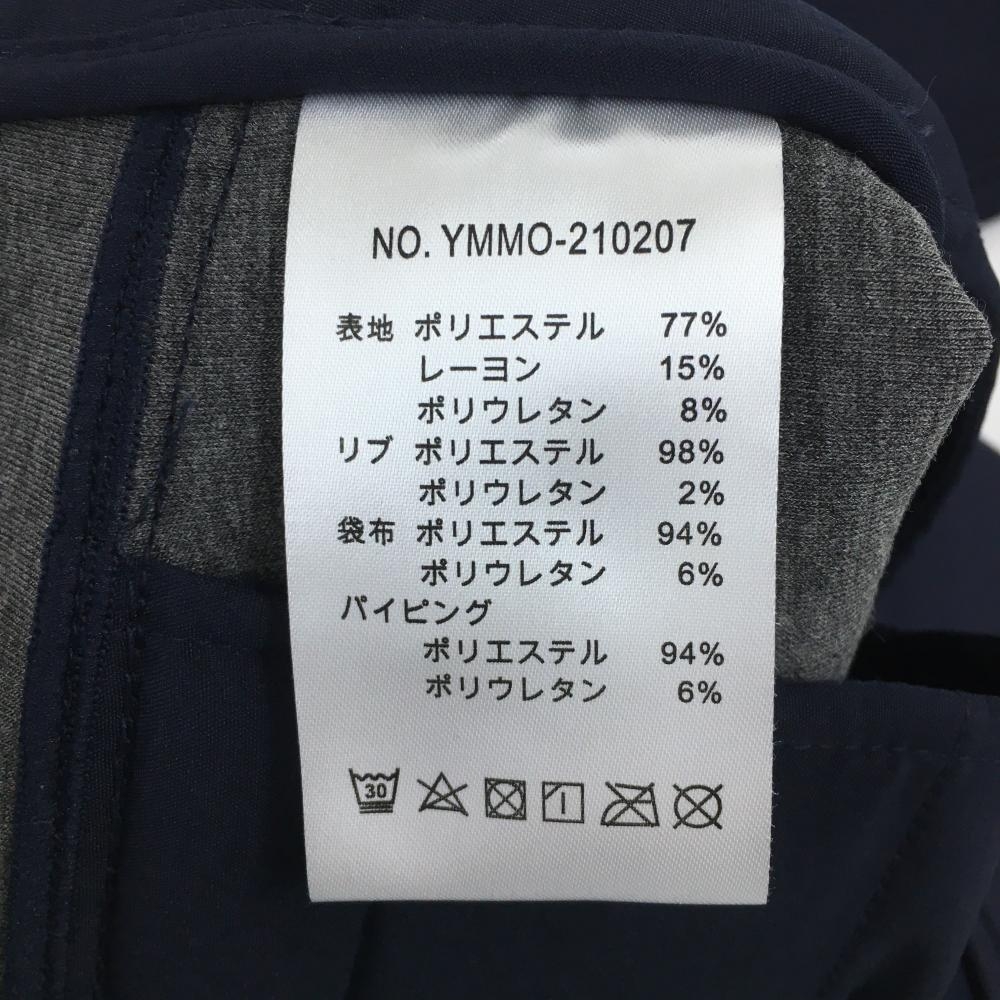 NO. YMMO-210207
表地 ポリエステル 77%
レーヨン 15%
ポリウレタン 8%
リブ ポリエステル 98%
ポリウレタン 2%
袋布 ポリエステル 94%
ポリウレタン 6%
パイピング
ポリエステル 94%
ポリウレタン 6%
30